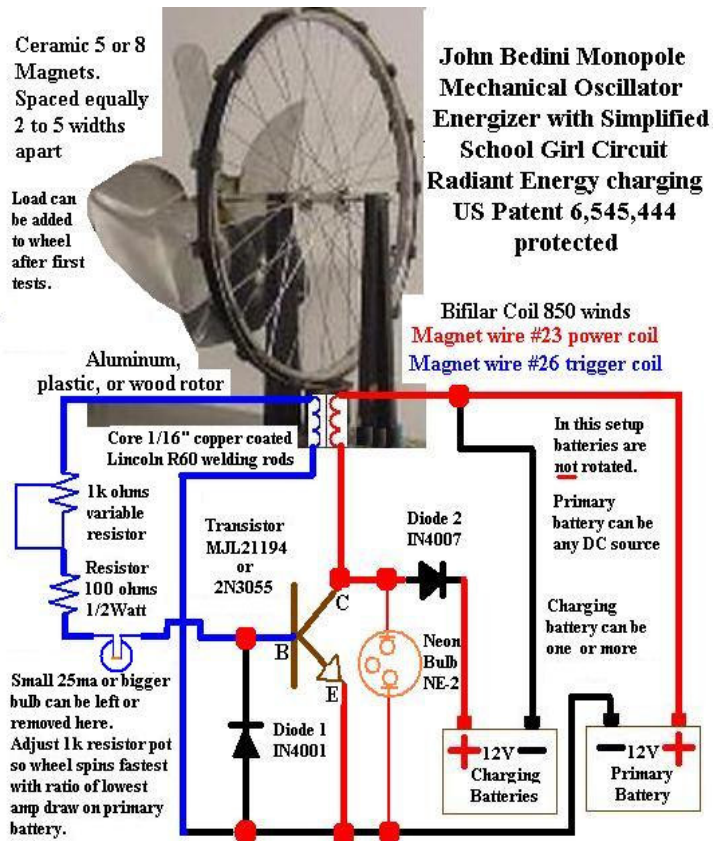 Ceramic 5 or 8
Magnets.
Spaced equally
2 to 5 widths
apart
Load can
be added
to wheel
after first
tests.
John Bedini Monopole
Mechanical Oscillator
Energizer with Simplified
School Girl Circuit
Radiant Energy charging
US Patent 6,545,444
protected
Bifilar Coil 850 winds
Magnet wire #23 power coil
Magnet wire #26 trigger coil
Aluminum,
plastic, or wood rotor
Core 1/16" copper coated
Lincoln R60 welding rods
In this setup
batteries are
not rotated.
Primary
battery can be
any DC source
Charging
battery can be
one or more
1k ohms
variable
resistor
Transistor
MJL21194
or
2N3055
Diode 2
IN4007
Resistor
100 ohms
1/2Watt
C
B
E
Neon
Bulb
NE-2
Small 25ma or bigger
bulb can be left or
removed here.
Adjust 1k resistor pot
so wheel spins fastest
with ratio of lowest
amp draw on primary
battery.
Diode 1
IN4001
+ 12V -
Charging
Batteries
- 12V +
Primary
Battery